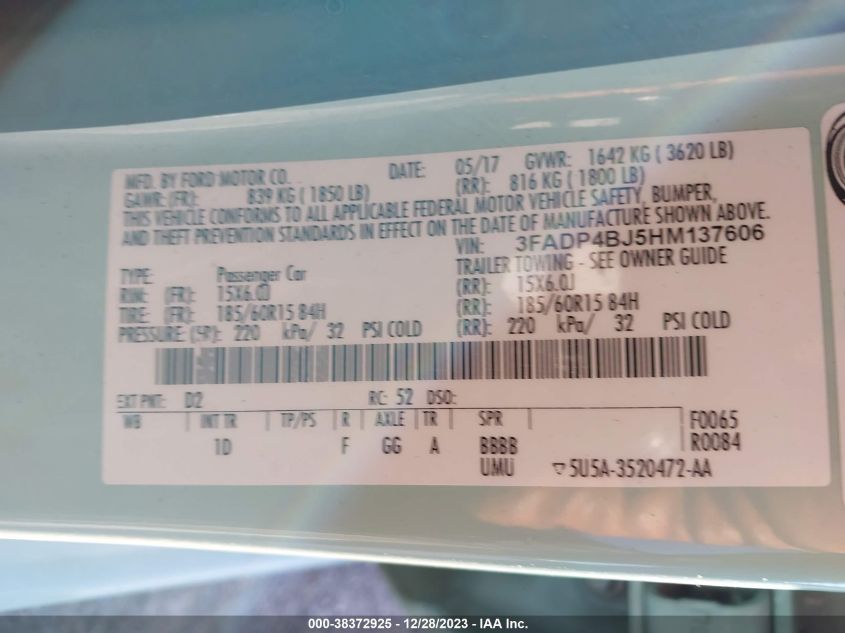 MFD. BY FORD MOTOR CO. DATE: 05/17 GVWR: 1642 KG ( 3620 LB)
GAWR: (FR): 839 KG ( 1850 LB) (RR): 816 KG ( 1800 LB)
THIS VEHICLE CONFORMS TO ALL APPLICABLE FEDERAL MOTOR VEHICLE SAFETY, BUMPER,
AND THEFT PREVENTION STANDARDS IN EFFECT ON THE DATE OF MANUFACTURE SHOWN ABOVE.
VIN: 3FADP4BJ5HM137606
TYPE: Passenger Car TRAILER TOWING - SEE OWNER GUIDE
RIM: (FR): 15X6.0J (RR): 15X6.0J
TIRE: (FR): 185/60R15 84H (RR): 185/60R15 84H
PRESSURE: (FR): 220 kPa/ 32 PSI COLD (RR): 220 kPa/ 32 PSI COLD
EXT PNT: D2 RC: 52 DSO:
WB INT TR TP/PS R AXLE TR SPR F0065
1D F GG A BBBB R0084
UMU ▽5U5A-3520472-AA
000-38372925 - 12/28/2023 - IAA Inc.